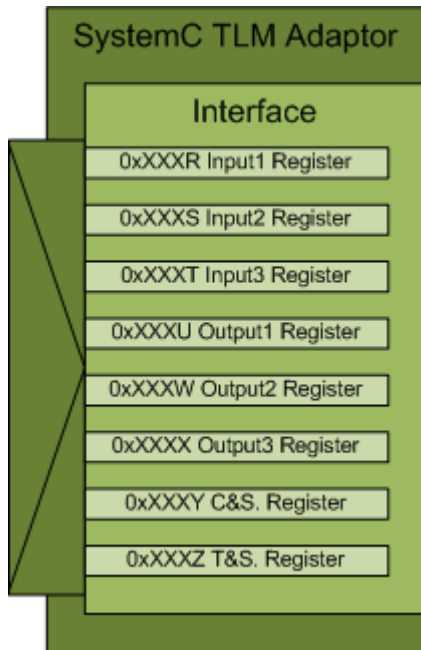 SystemC TLM Adaptor
Interface
0xXXXR Input1 Register
0xXXXS Input2 Register
0xXXXT Input3 Register
0xXXXU Output1 Register
0xXXXW Output2 Register
0xXXXX Output3 Register
0xXXXY C&S. Register
0xXXXZ T&S. Register